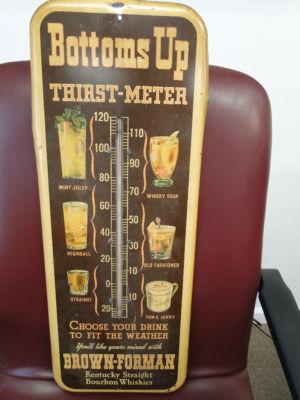 Bottoms Up
THIRST-METER
120
110
100
90
MINT JULEP
80
70
WHISKY SOUR
60
50
HIGHBALL
40
30
OLD FASHIONED
20
10
STRAIGHT
0
10
20
TOM & JERRY
CHOOSE YOUR DRINK
TO FIT THE WEATHER
You'll like yours mixed with
BROWN-FORMAN
Kentucky Straight
Bourbon Whiskies